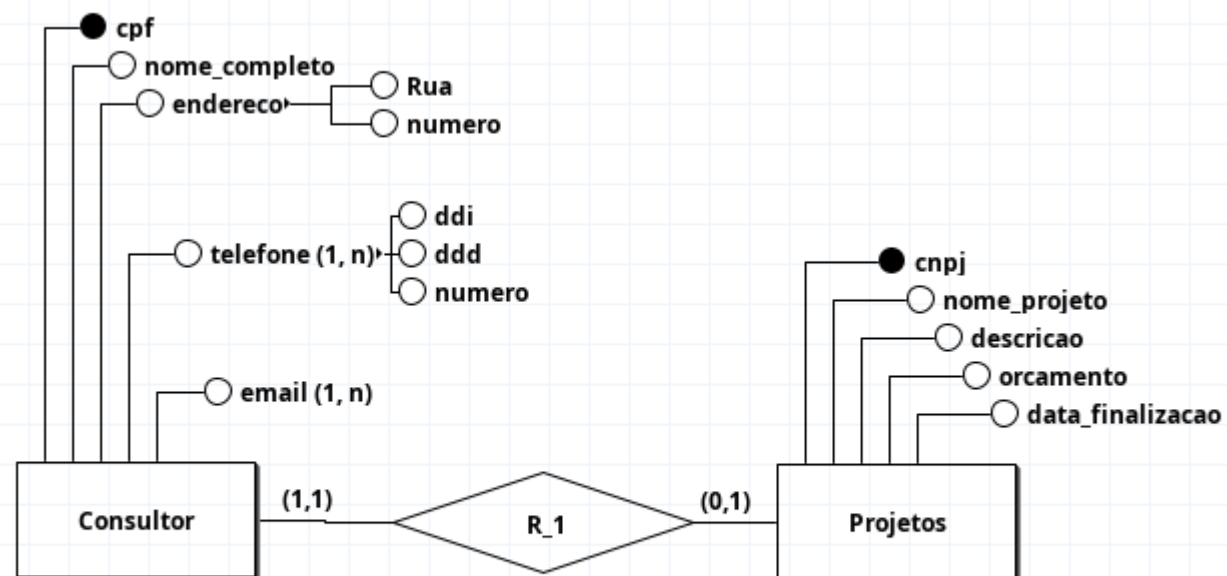 cpf
nome_completo
endereco
Rua
numero
telefone (1, n)
ddi
ddd
numero
email (1, n)
cnpj
nome_projeto
descricao
orcamento
data_finalizacao
Consultor
(1,1)
R_1
(0,1)
Projetos